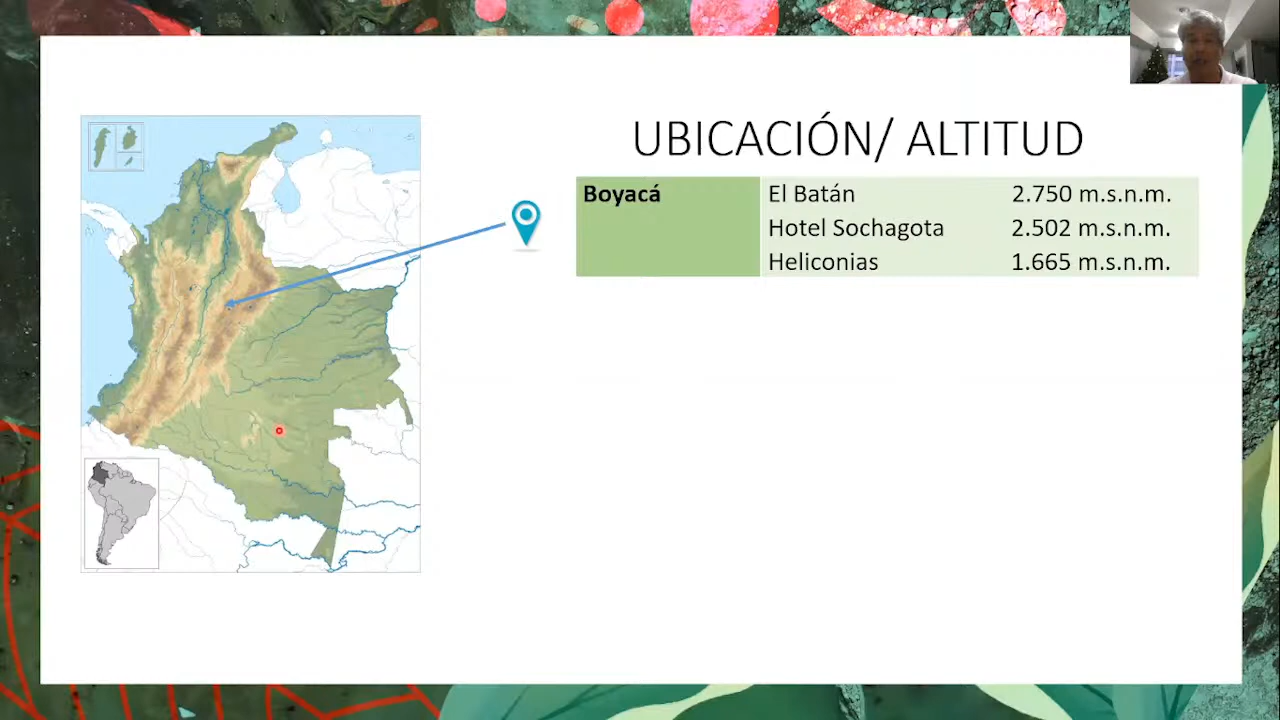 UBICACIÓN/ ALTITUD
Boyacá El Batán 2.750 m.s.n.m.
Hotel Sochagota 2.502 m.s.n.m.
Heliconias 1.665 m.s.n.m.